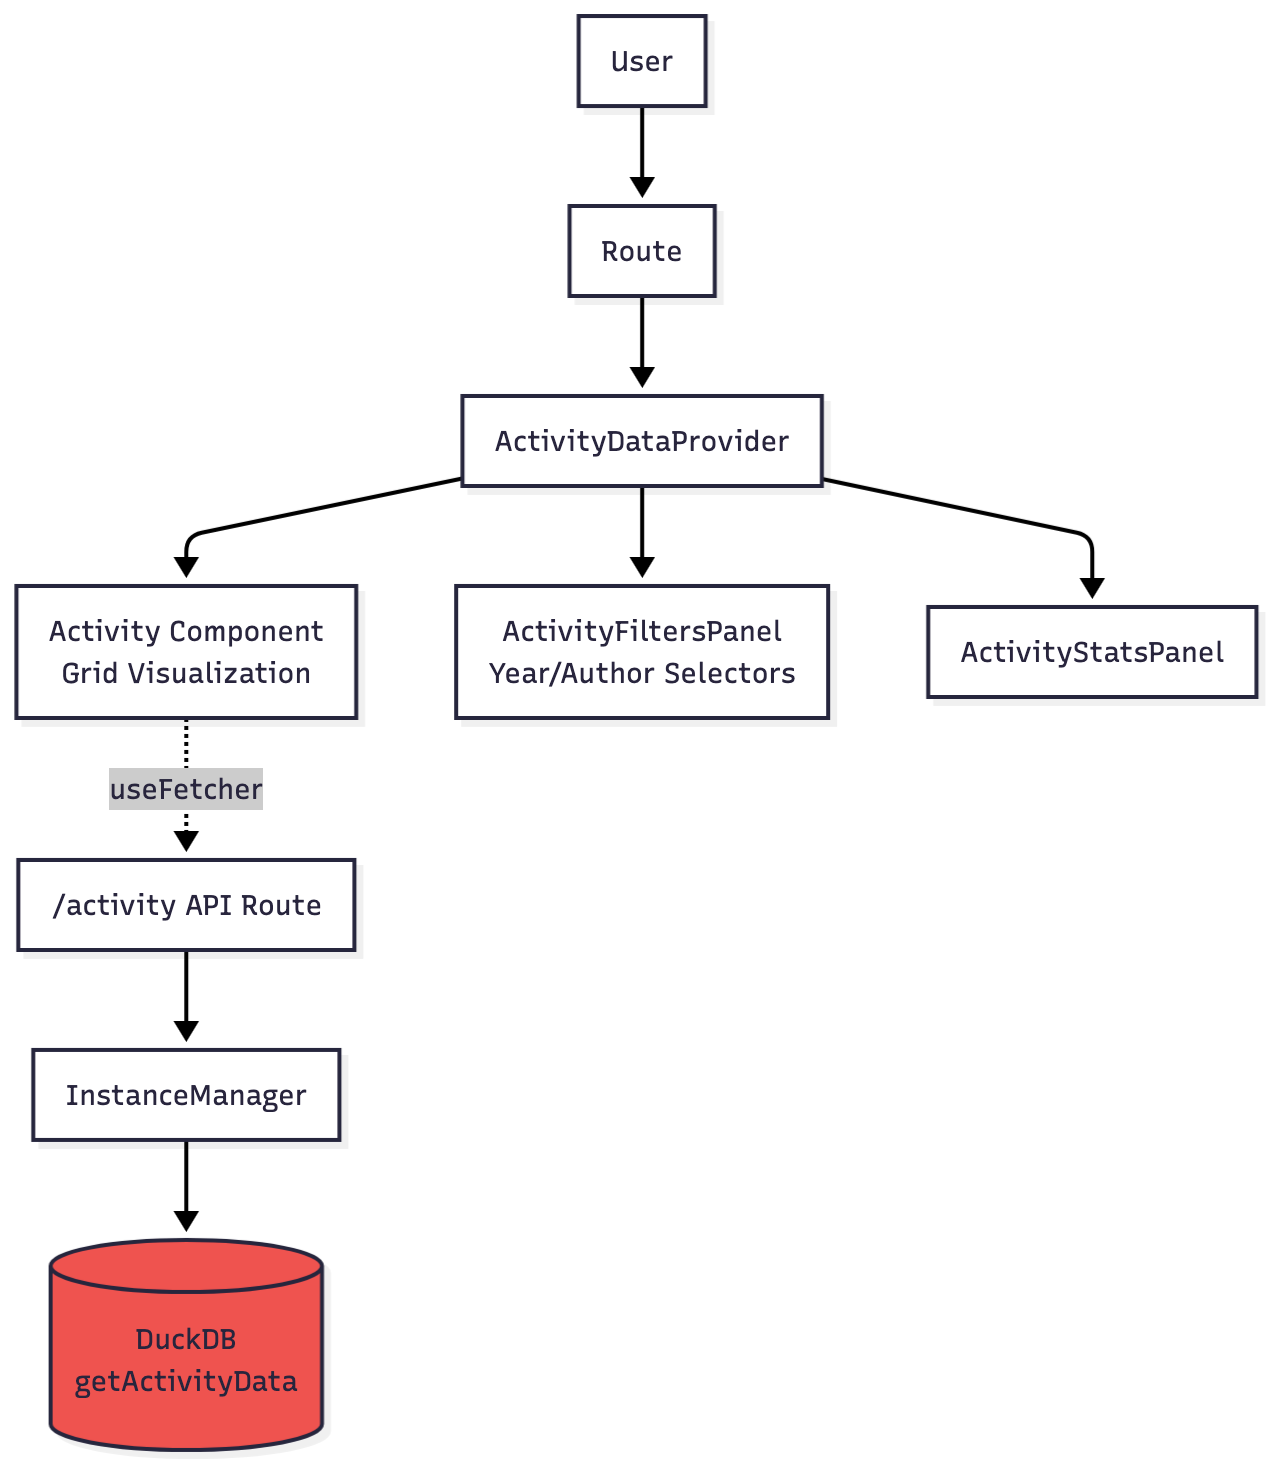 User
Route
ActivityDataProvider
Activity Component
Grid Visualization
ActivityFiltersPanel
Year/Author Selectors
ActivityStatsPanel
useFetcher
/activity API Route
InstanceManager
DuckDB
getActivityData